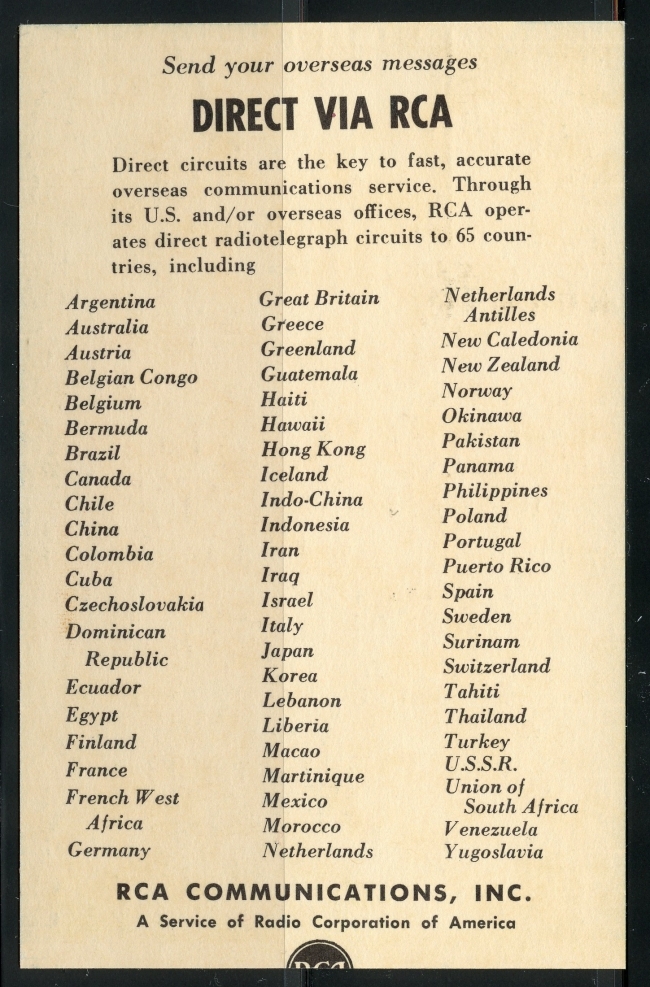 Send your overseas messages
DIRECT VIA RCA
Direct circuits are the key to fast, accurate
overseas communications service. Through
its U.S. and/or overseas offices, RCA oper-
ates direct radiotelegraph circuits to 65 coun-
tries, including
Argentina
Australia
Austria
Belgian Congo
Belgium
Bermuda
Brazil
Canada
Chile
China
Colombia
Cuba
Czechoslovakia
Dominican
Republic
Ecuador
Egypt
Finland
France
French West
Africa
Germany
Great Britain
Greece
Greenland
Guatemala
Haiti
Hawaii
Hong Kong
Iceland
Indo-China
Indonesia
Iran
Iraq
Israel
Italy
Japan
Korea
Lebanon
Liberia
Macao
Martinique
Mexico
Morocco
Netherlands
Netherlands
Antilles
New Caledonia
New Zealand
Norway
Okinawa
Pakistan
Panama
Philippines
Poland
Portugal
Puerto Rico
Spain
Sweden
Surinam
Switzerland
Tahiti
Thailand
Turkey
U.S.S.R.
Union of
South Africa
Venezuela
Yugoslavia
RCA COMMUNICATIONS, INC.
A Service of Radio Corporation of America
RCA